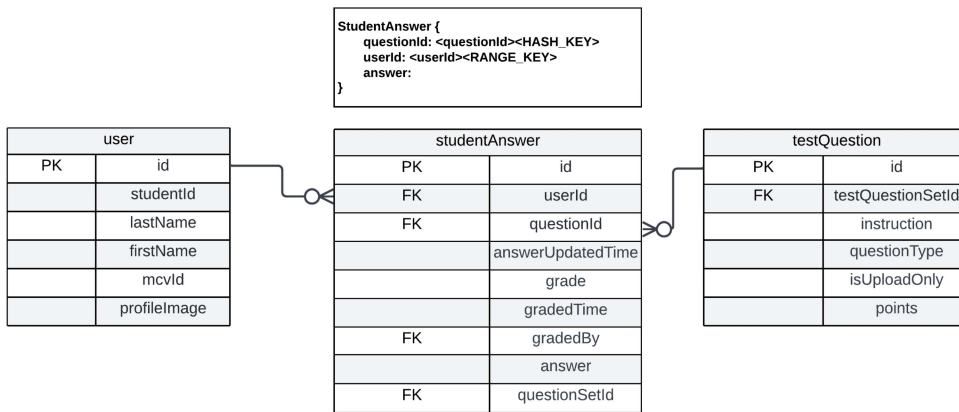 StudentAnswer {
questionId: <questionId><HASH_KEY>
userId: <userId><RANGE_KEY>
answer:
}
user
PK id
studentId
lastName
firstName
mcvId
profileImage
studentAnswer
PK id
FK userId
FK questionId
answerUpdatedTime
grade
gradedTime
FK gradedBy
answer
FK questionSetId
testQuestion
PK id
FK testQuestionSetId
instruction
questionType
isUploadOnly
points